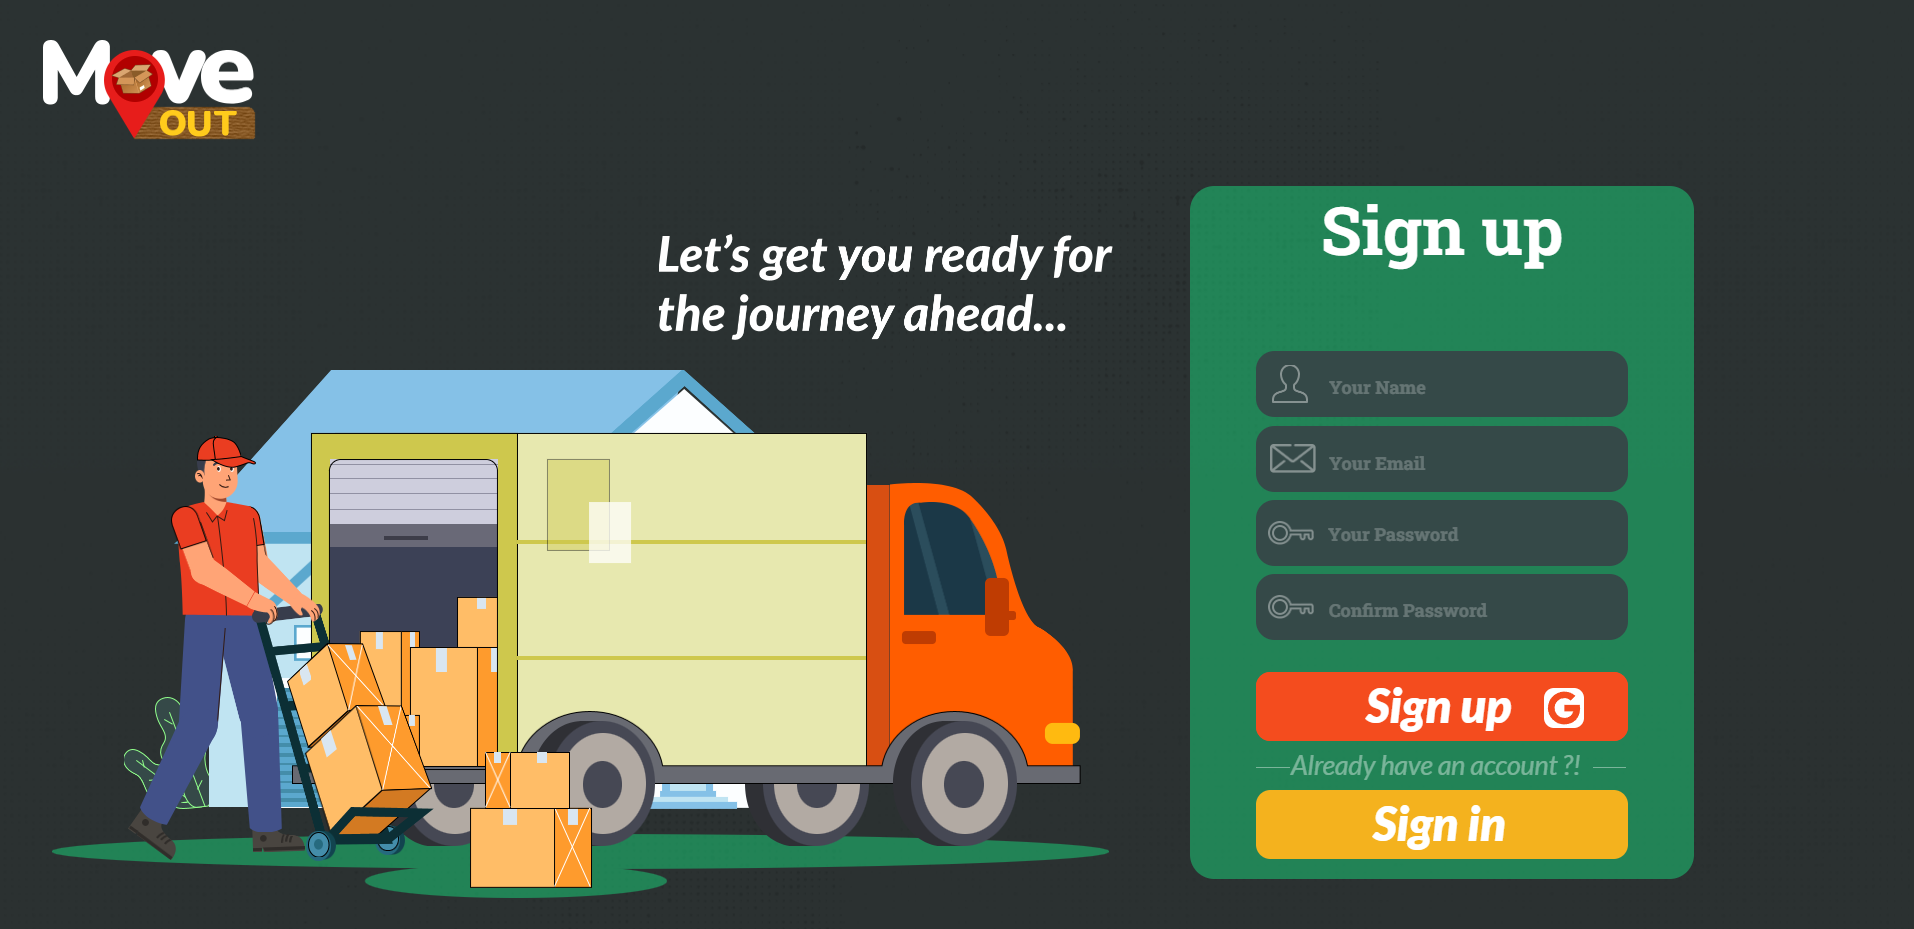 Move
OUT
Let's get you ready for
the journey ahead...
Sign up
Your Name
Your Email
Your Password
Confirm Password
Sign up G
Already have an account ?!
Sign in